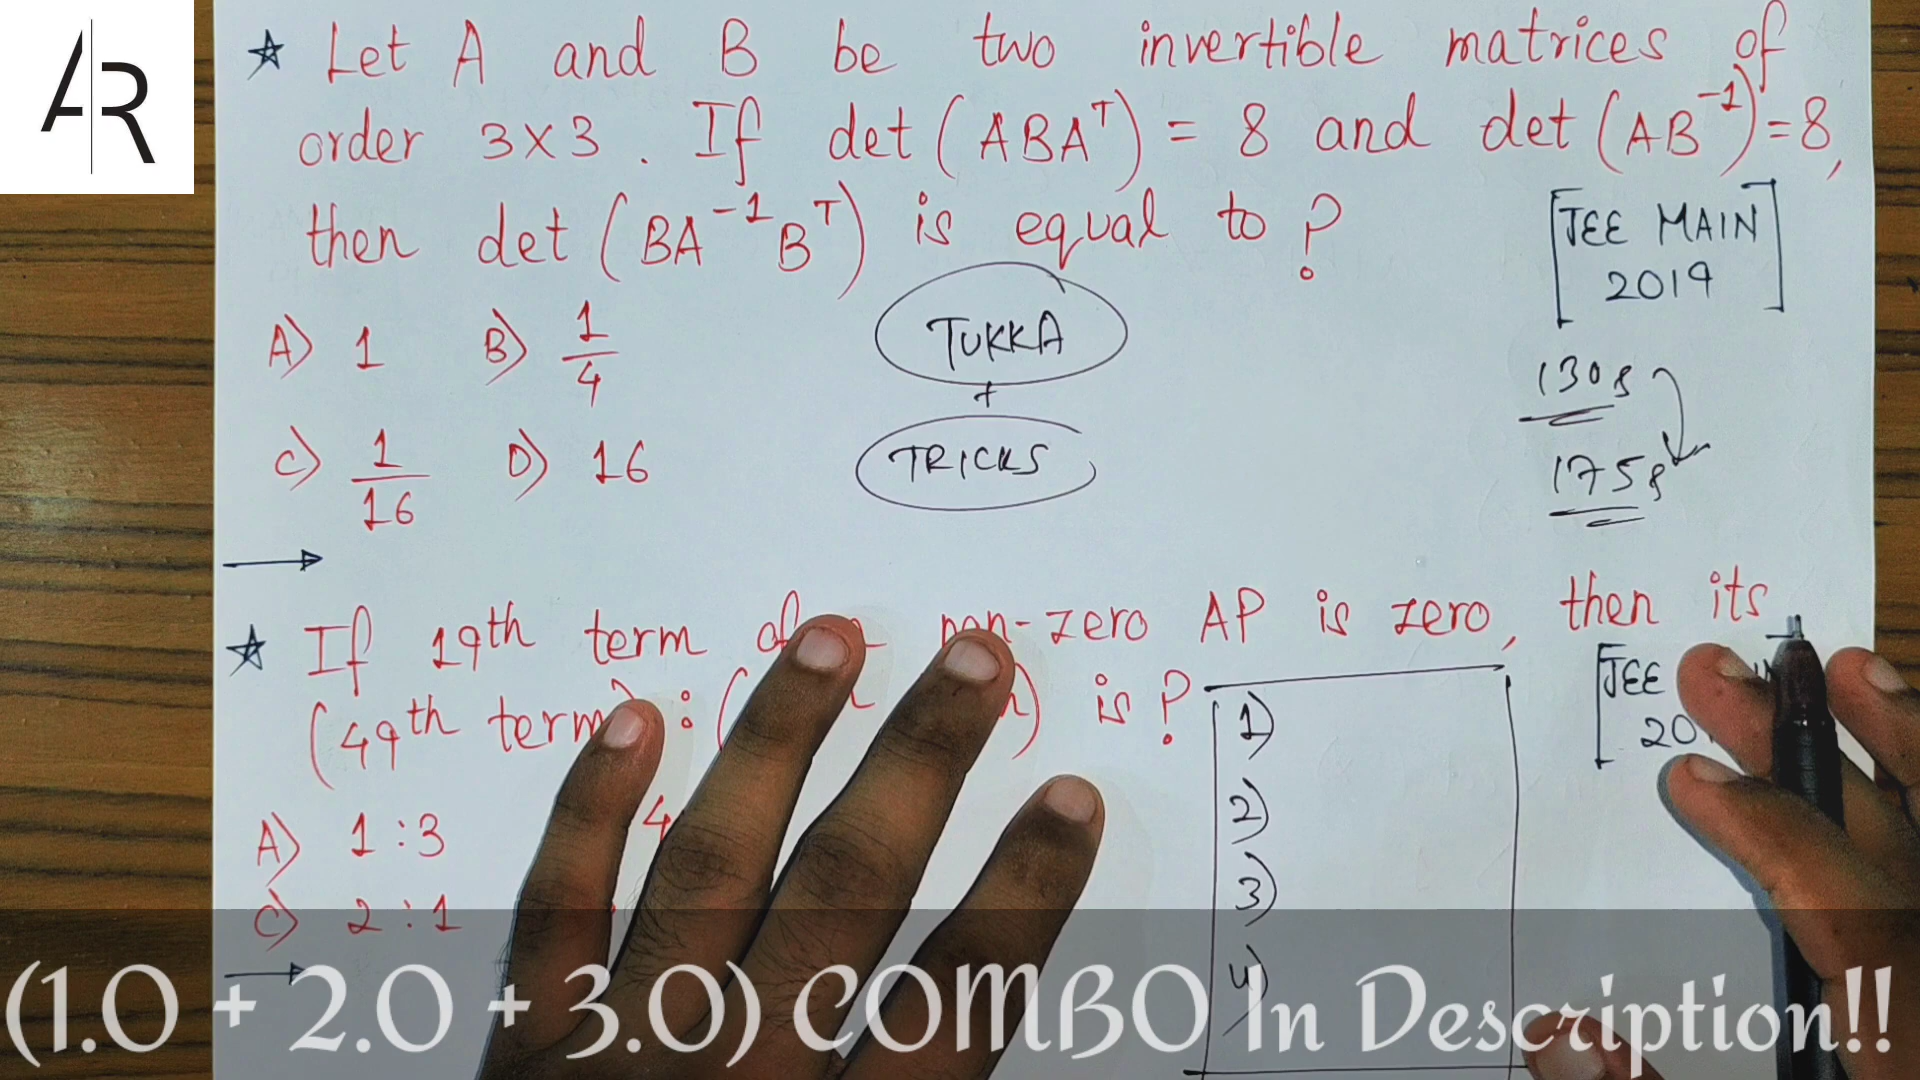 AR
☆ Let A and B be two invertible matrices of
order 3x3. If det (ABAᵀ) = 8 and det (AB⁻¹) = 8,
then det (BA⁻¹Bᵀ) is equal to?
[JEE MAIN
2019]
A) 1 B) 1/4
C) 1/16 D) 16
TUKKA
+
TRICKS
130s
175s
☆ If 19th term of non-zero AP is zero, then its
(49th term) : ( is?
[JEE
20
A) 1:3 4
C) 2:1
1)
2)
3)
4)
(1.0 + 2.0 + 3.0) COMBO In Description!!